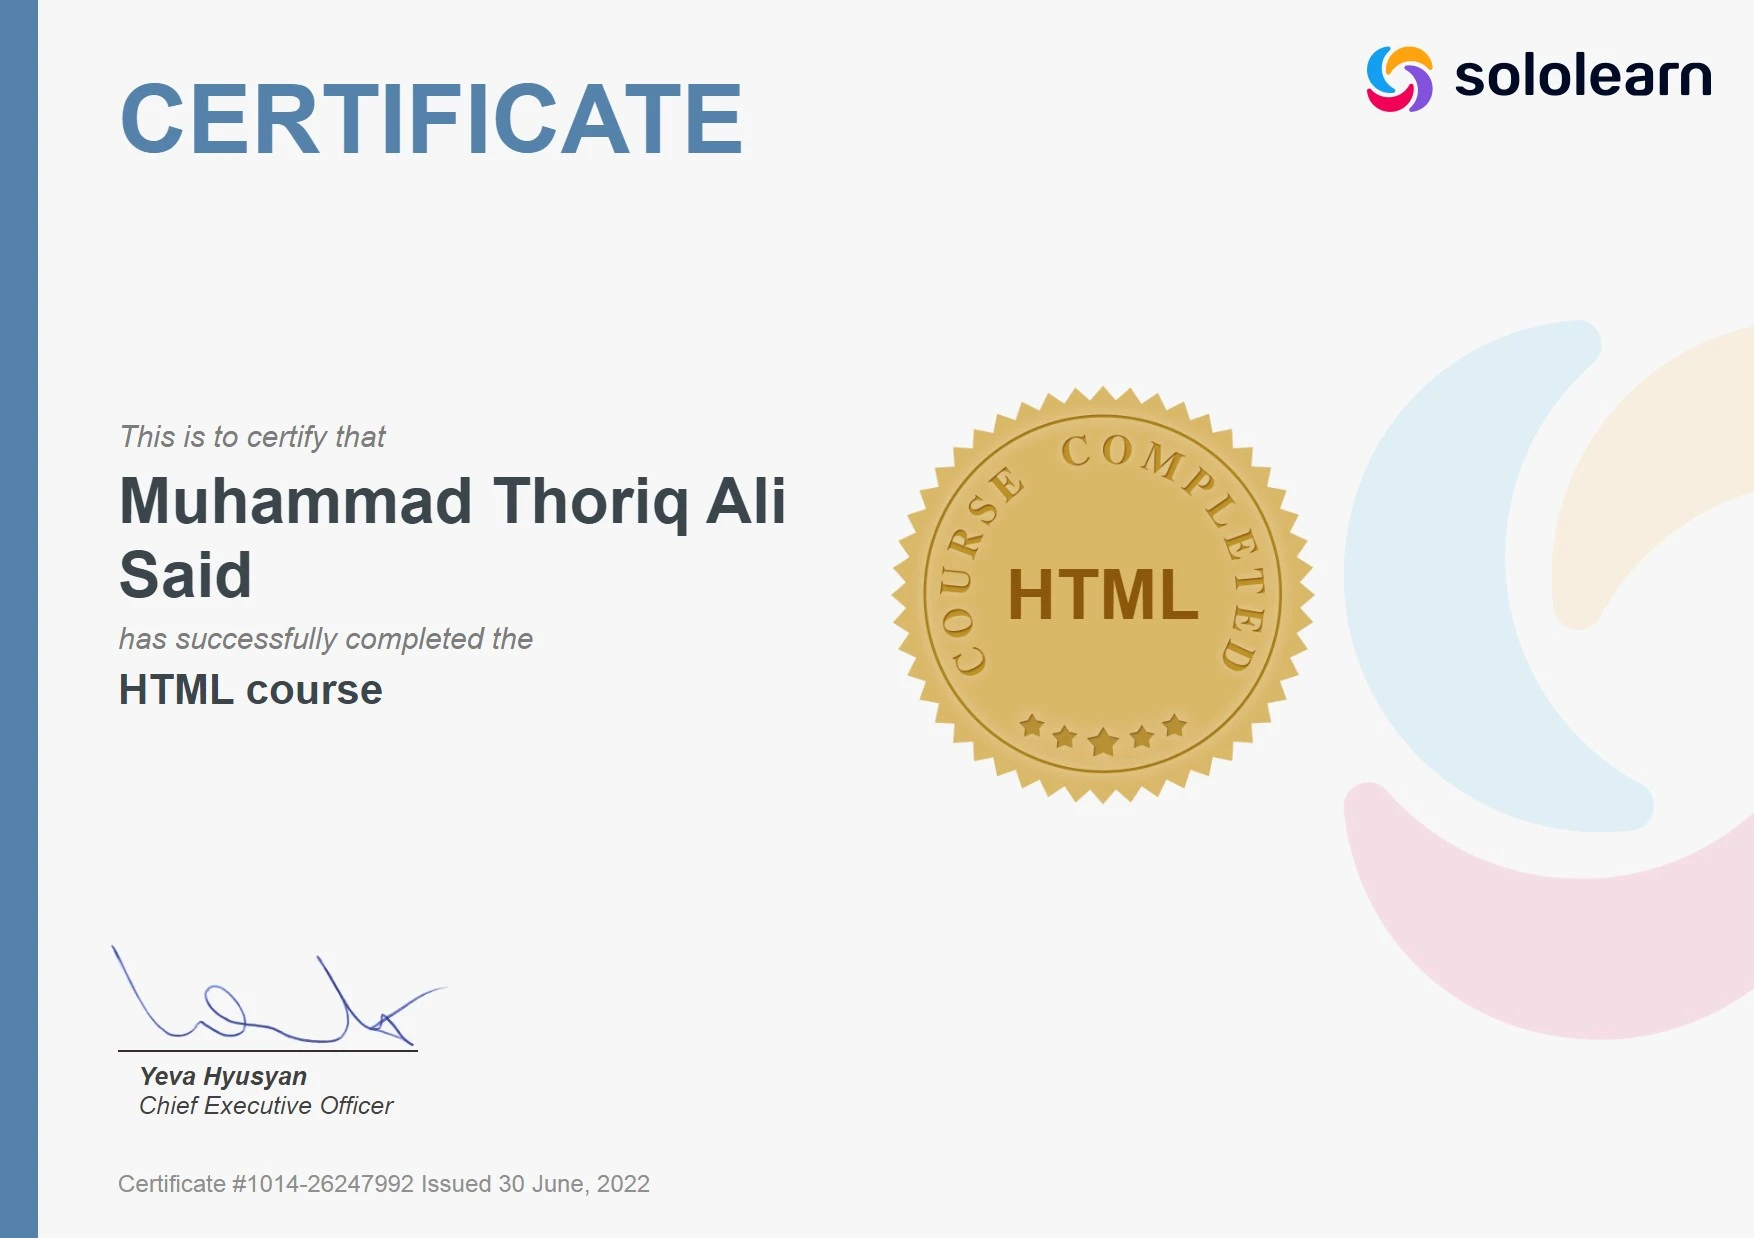 CERTIFICATE
sololearn
This is to certify that
Muhammad Thoriq Ali
Said
has successfully completed the
HTML course
COURSE COMPLETED
HTML
Yeva Hyusyan
Chief Executive Officer
Certificate #1014-26247992 Issued 30 June, 2022